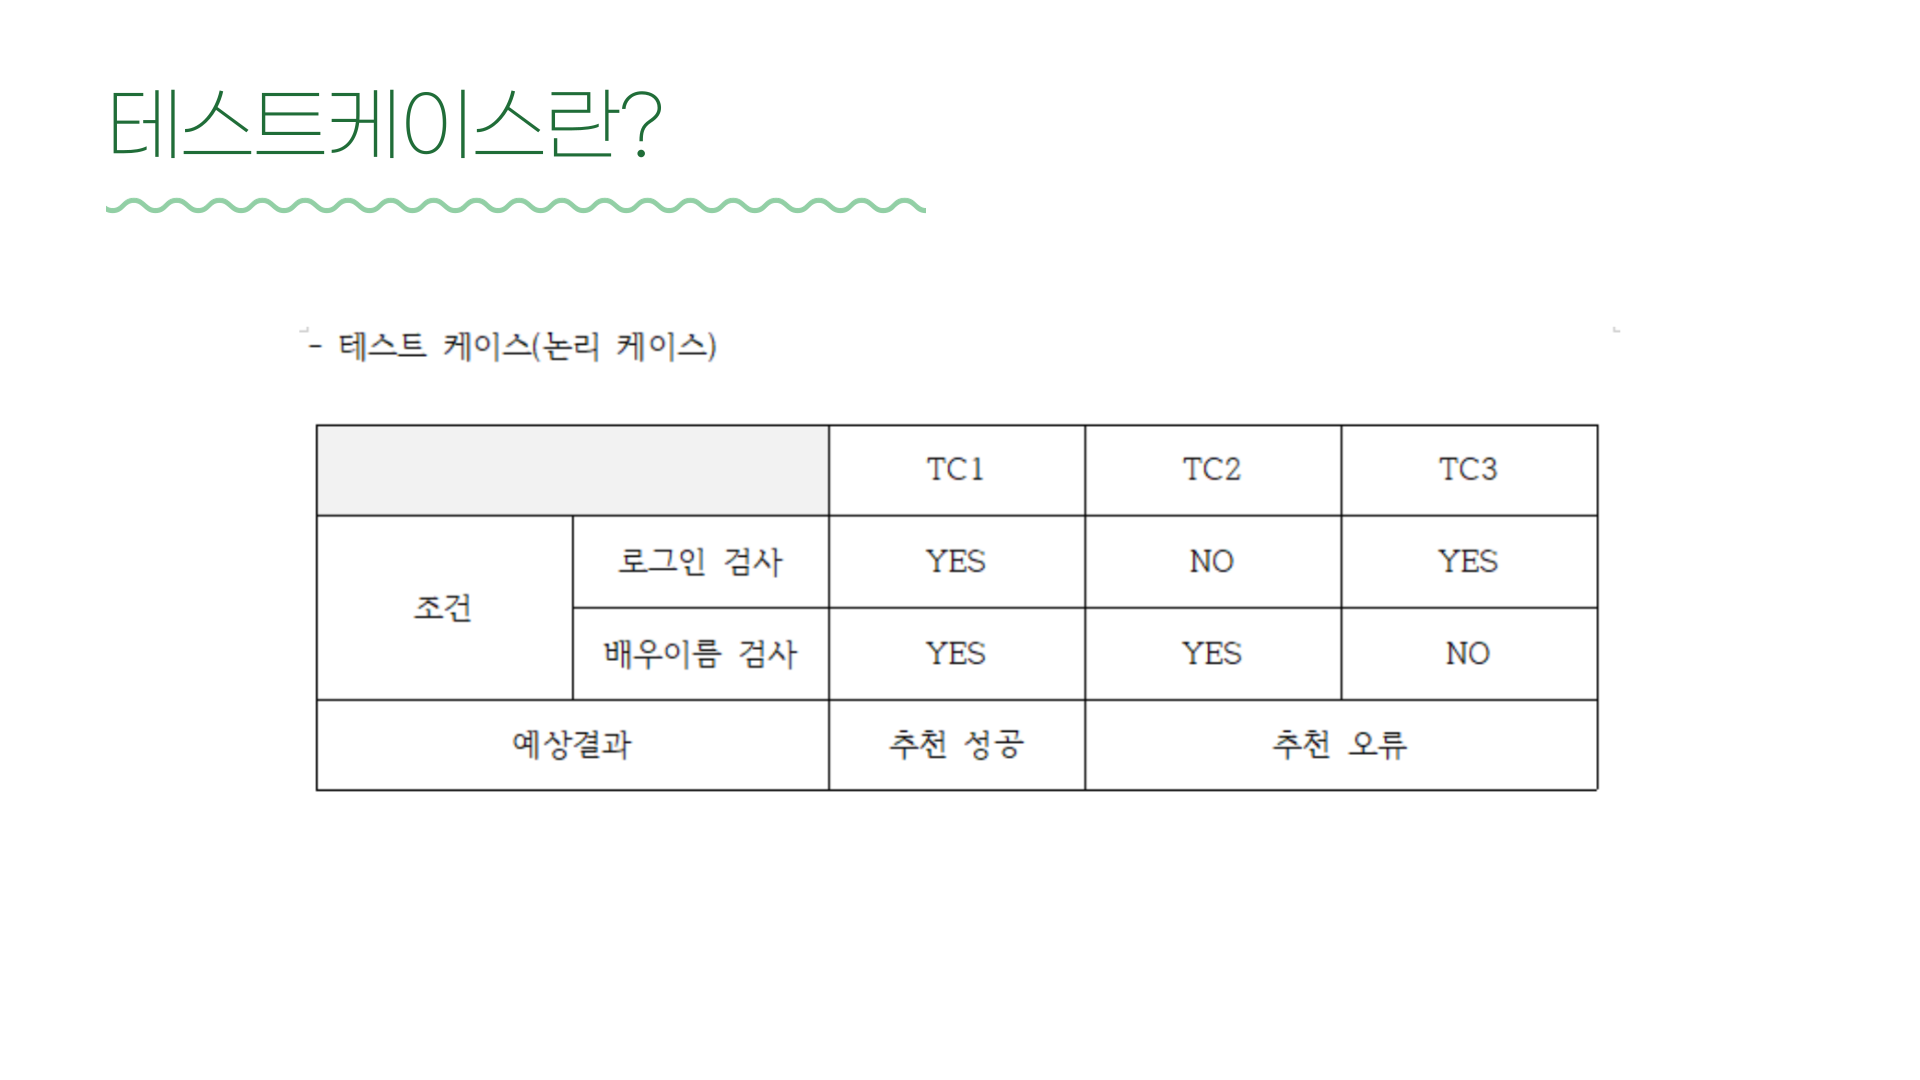 테스트케이스란?
- 테스트 케이스(논리 케이스)
TC1 TC2 TC3
조건 로그인 검사 YES NO YES
배우이름 검사 YES YES NO
예상결과 추천 성공 추천 오류